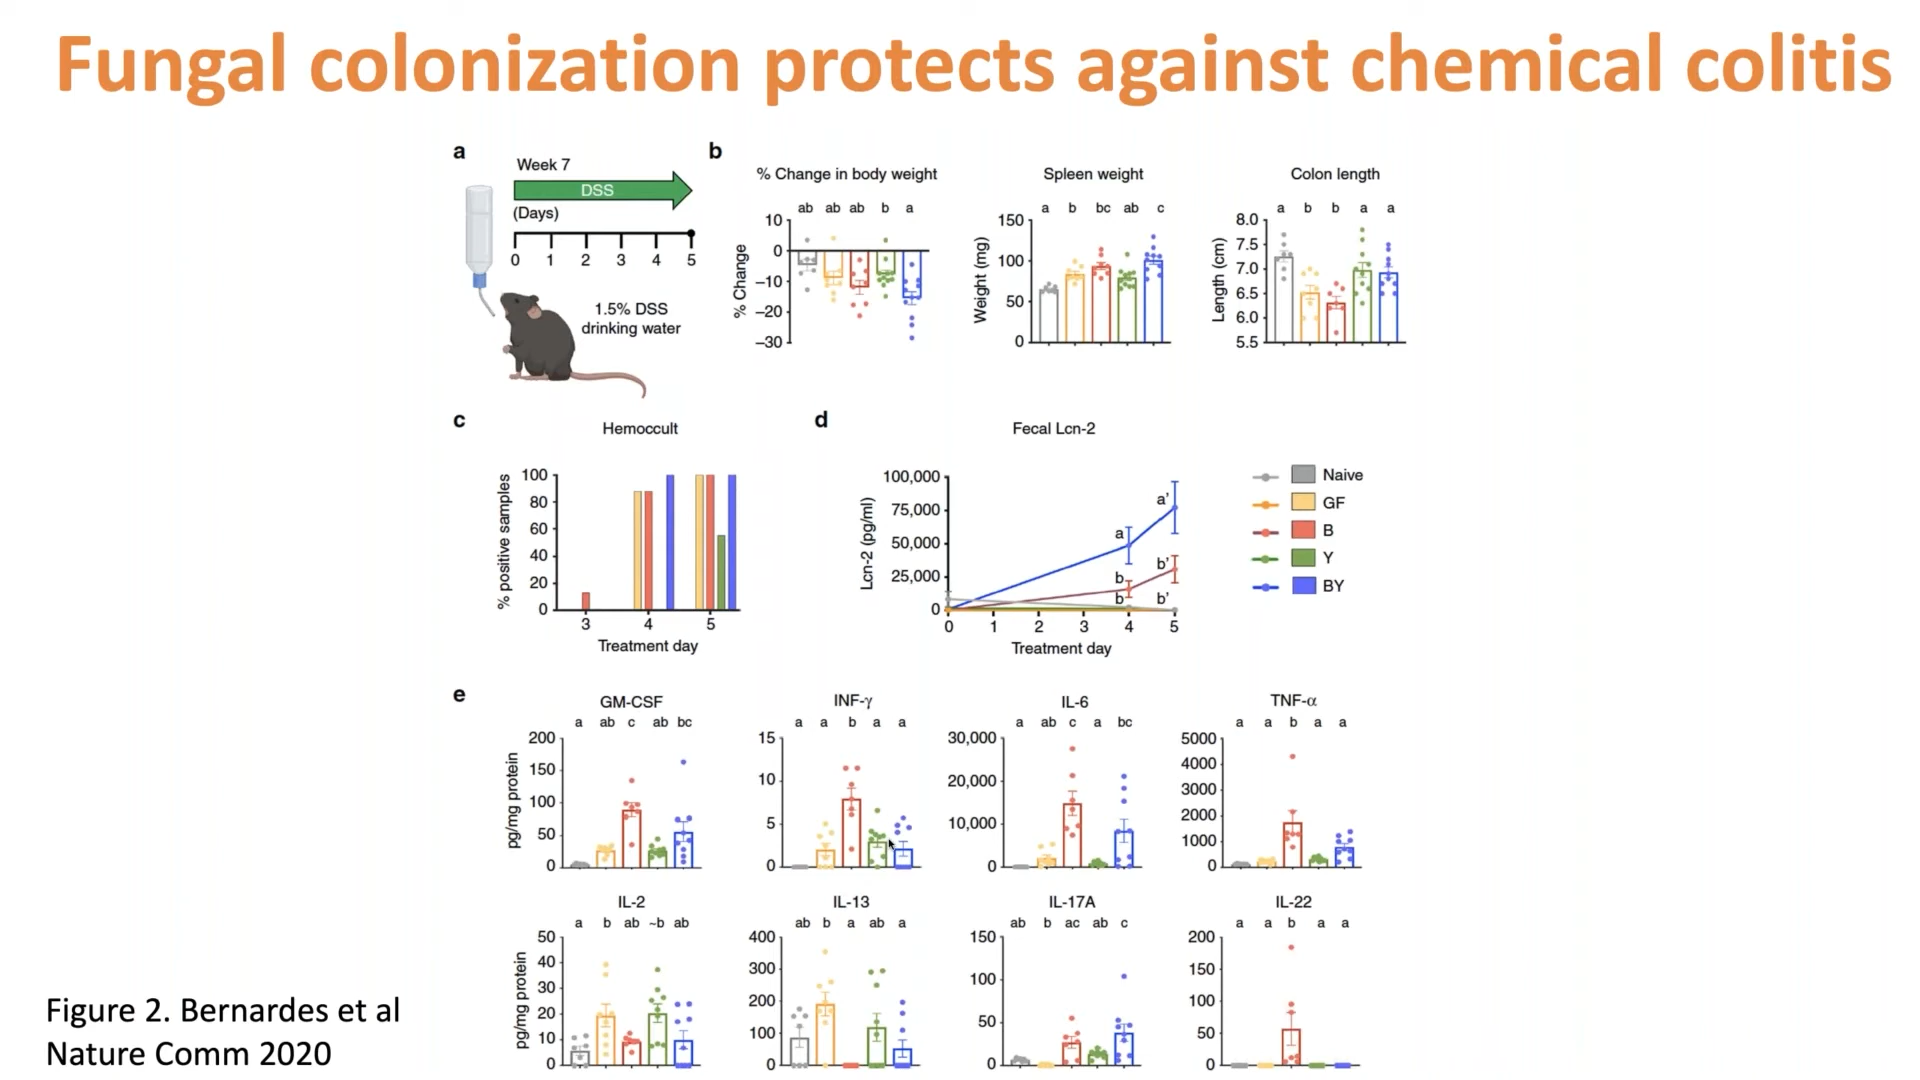 Fungal colonization protects against chemical colitis
a
Week 7
DSS
(Days)
0 1 2 3 4 5
1.5% DSS
drinking water
b
% Change in body weight
ab ab ab b a
% Change
10
0
–10
–20
–30
Spleen weight
a b bc ab c
Weight (mg)
150
100
50
0
Colon length
a b b a a
Length (cm)
8.0
7.5
7.0
6.5
6.0
5.5
c
Hemoccult
% positive samples
100
80
60
40
20
0
3 4 5
Treatment day
d
Fecal Lcn-2
Lcn-2 (pg/ml)
100,000
75,000
50,000
25,000
0
a a'
b b'
b b'
0 1 2 3 4 5
Treatment day
Naive
GF
B
Y
BY
e
GM-CSF
a ab c ab bc
pg/mg protein
200
150
100
50
0
INF-γ
a a b a a
15
10
5
0
IL-6
a ab c a bc
30,000
20,000
10,000
0
TNF-α
a a b a a
5000
4000
3000
2000
1000
0
IL-2
a b ab ~b ab
pg/mg protein
50
40
30
20
10
0
IL-13
ab b a ab a
400
300
200
100
0
IL-17A
ab b ac ab c
150
100
50
0
IL-22
a a b a a
200
150
100
50
0
Figure 2. Bernardes et al
Nature Comm 2020